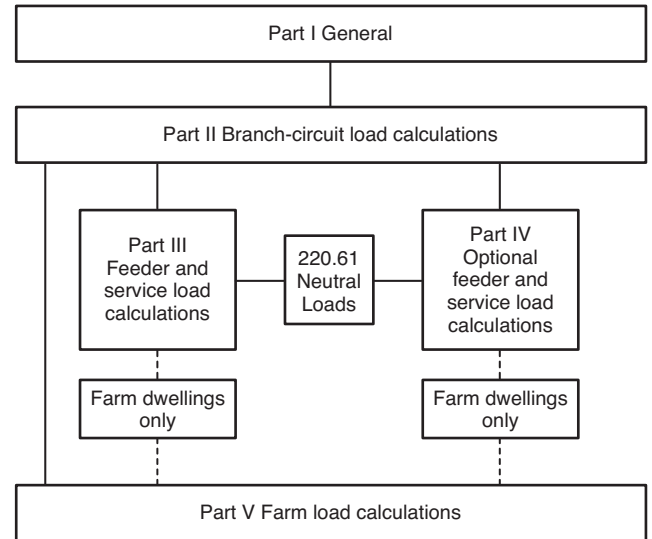 Part I General
Part II Branch-circuit load calculations
Part III
Feeder and
service load
calculations
220.61
Neutral
Loads
Part IV
Optional
feeder and
service load
calculations
Farm dwellings
only
Farm dwellings
only
Part V Farm load calculations